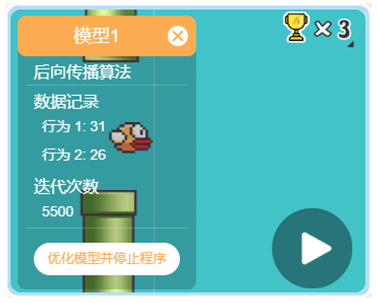 模型1
× 3
后向传播算法
数据记录
行为 1: 31
行为 2: 26
迭代次数
5500
优化模型并停止程序